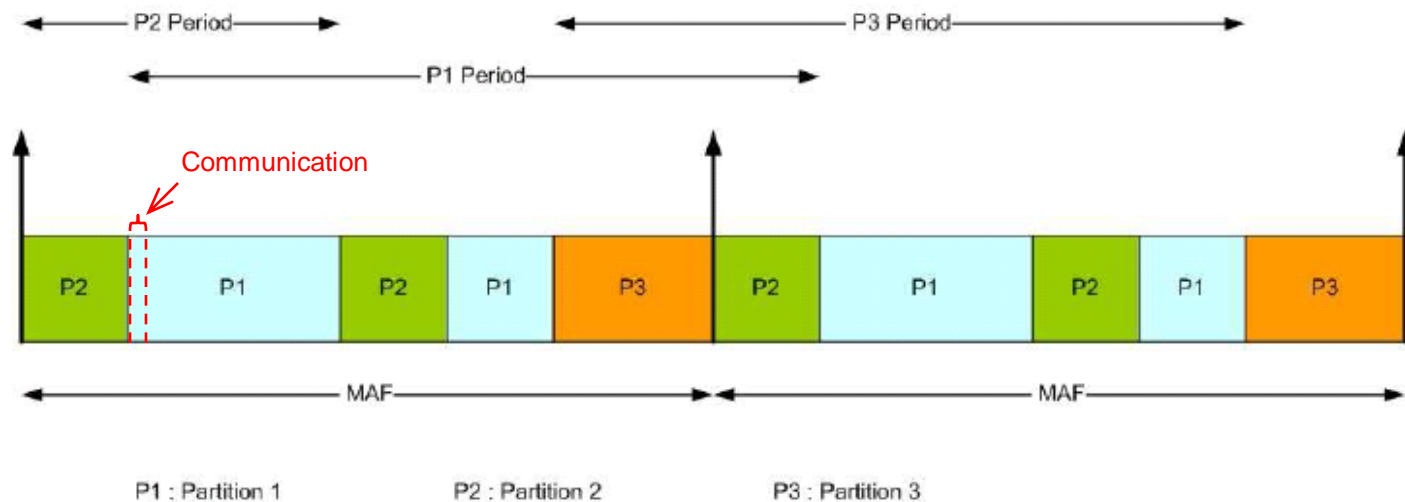 P2 Period
P3 Period
P1 Period
Communication
P2 P1 P2 P1 P3 P2 P1 P2 P1 P3
MAF MAF
P1 : Partition 1 P2 : Partition 2 P3 : Partition 3